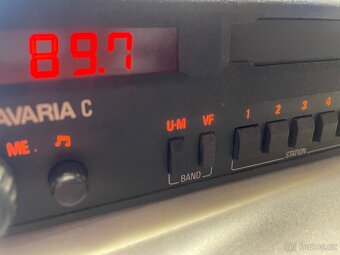 89.7
AVARIA C
U-M VF 1 2 3 4
ME.
BAND STATION